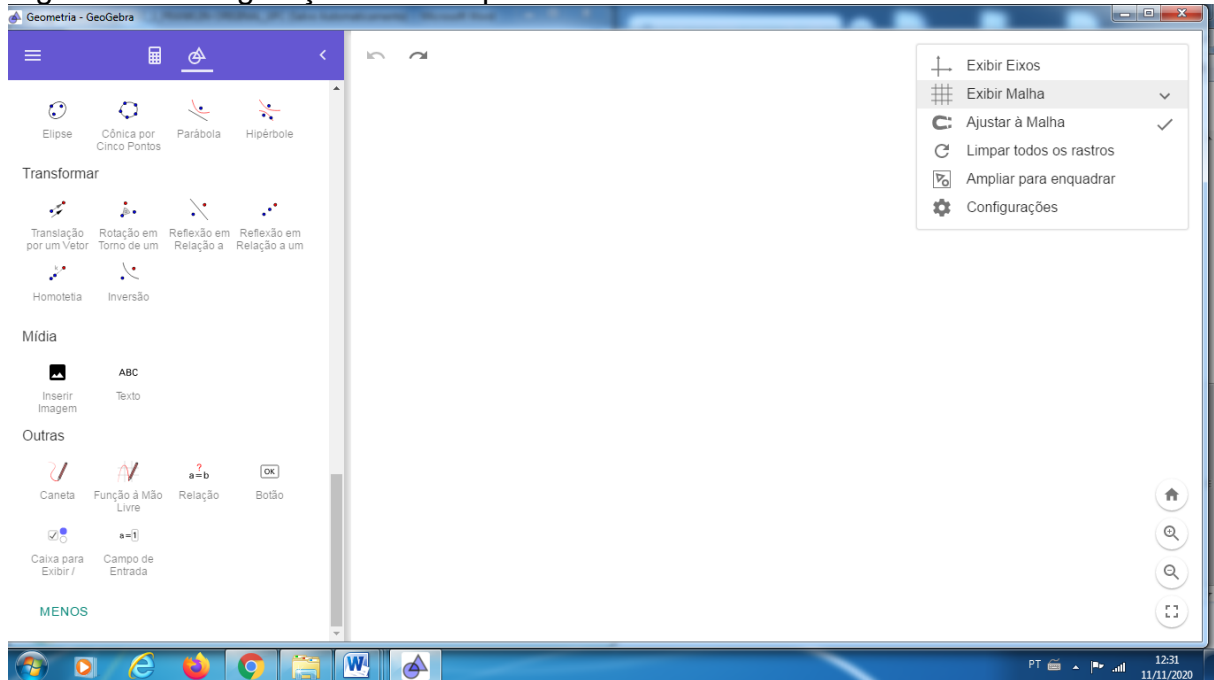 Geometria - GeoGebra
Exibir Eixos
Exibir Malha
Ajustar à Malha
Limpar todos os rastros
Ampliar para enquadrar
Configurações
Elipse
Cônica por
Cinco Pontos
Parábola
Hipérbole
Transformar
Translação
por um Vetor
Rotação em
Torno de um
Reflexão em
Relação a
Reflexão em
Relação a um
Homotetia
Inversão
Mídia
ABC
Inserir
Imagem
Texto
Outras
?
a=b
OK
Caneta
Função à Mão
Livre
Relação
Botão
a=1
Caixa para
Exibir /
Campo de
Entrada
MENOS
PT
12:31
11/11/2020